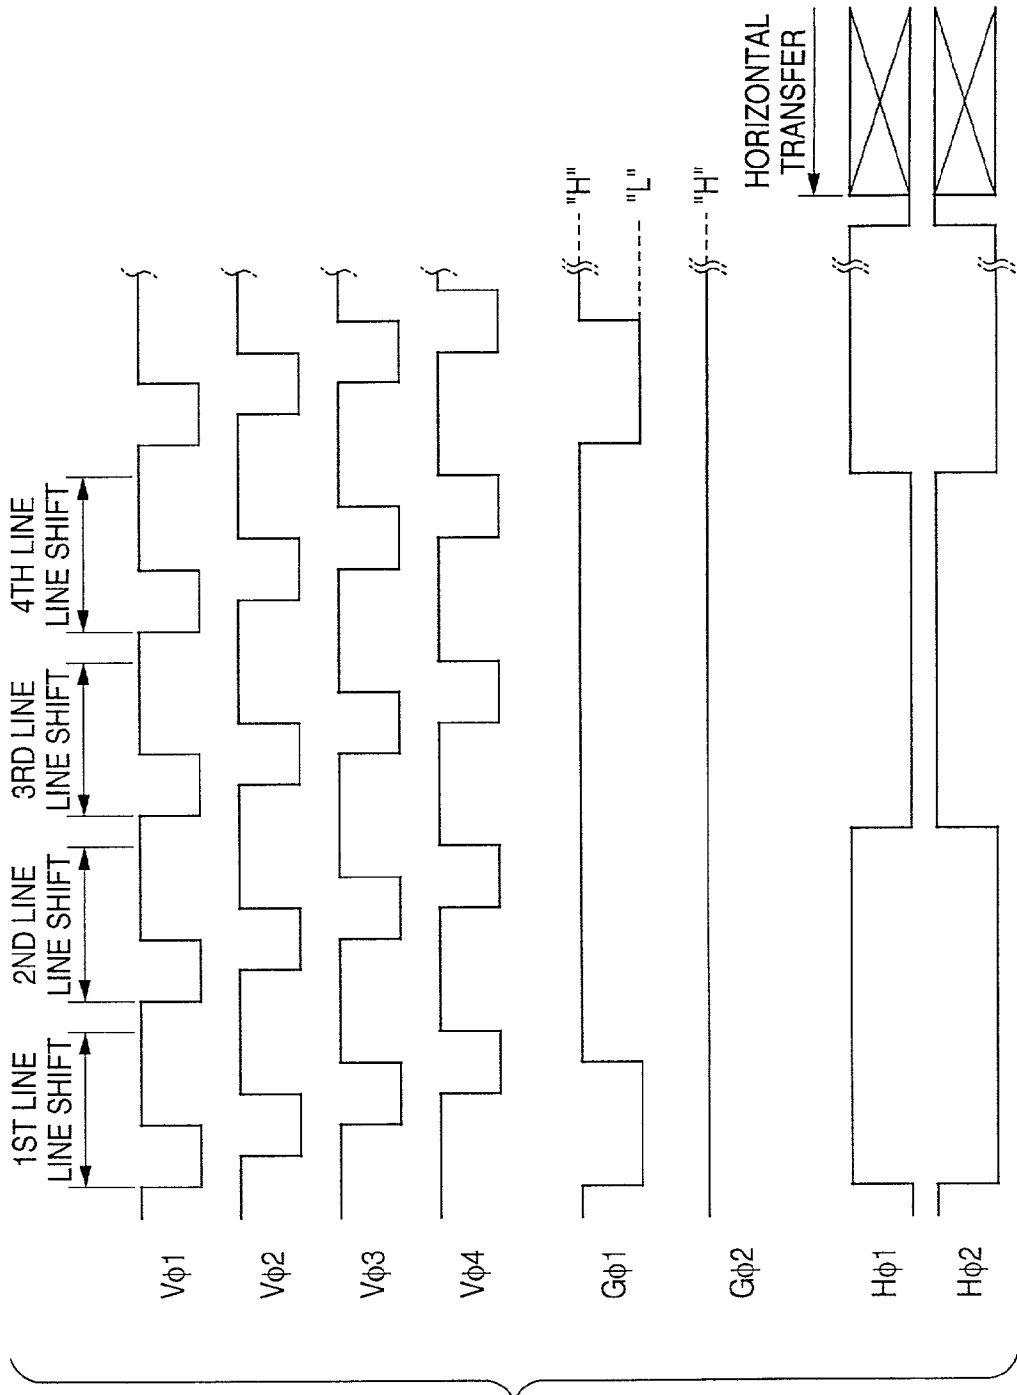 1ST LINE
LINE SHIFT
2ND LINE
LINE SHIFT
3RD LINE
LINE SHIFT
4TH LINE
LINE SHIFT
Vφ1
Vφ2
Vφ3
Vφ4
Gφ1
"H"
"L"
Gφ2
"H"
HORIZONTAL
TRANSFER
Hφ1
Hφ2